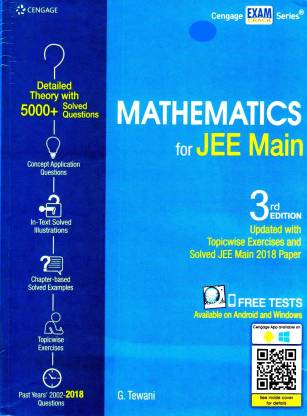 CENGAGE
Cengage EXAM CRACK Series®
Detailed
Theory with
5000+ Solved
Questions
MATHEMATICS
for JEE Main
3rd
EDITION
Updated with
Topicwise Exercises and
Solved JEE Main 2018 Paper
Concept Application
Questions
In-Text Solved
Illustrations
Chapter-based
Solved Examples
Topicwise
Exercises
Past Years' 2002-2018
Questions
FREE TESTS
Available on Android and Windows
Cengage App available on
See inside cover
for details
G. Tewani